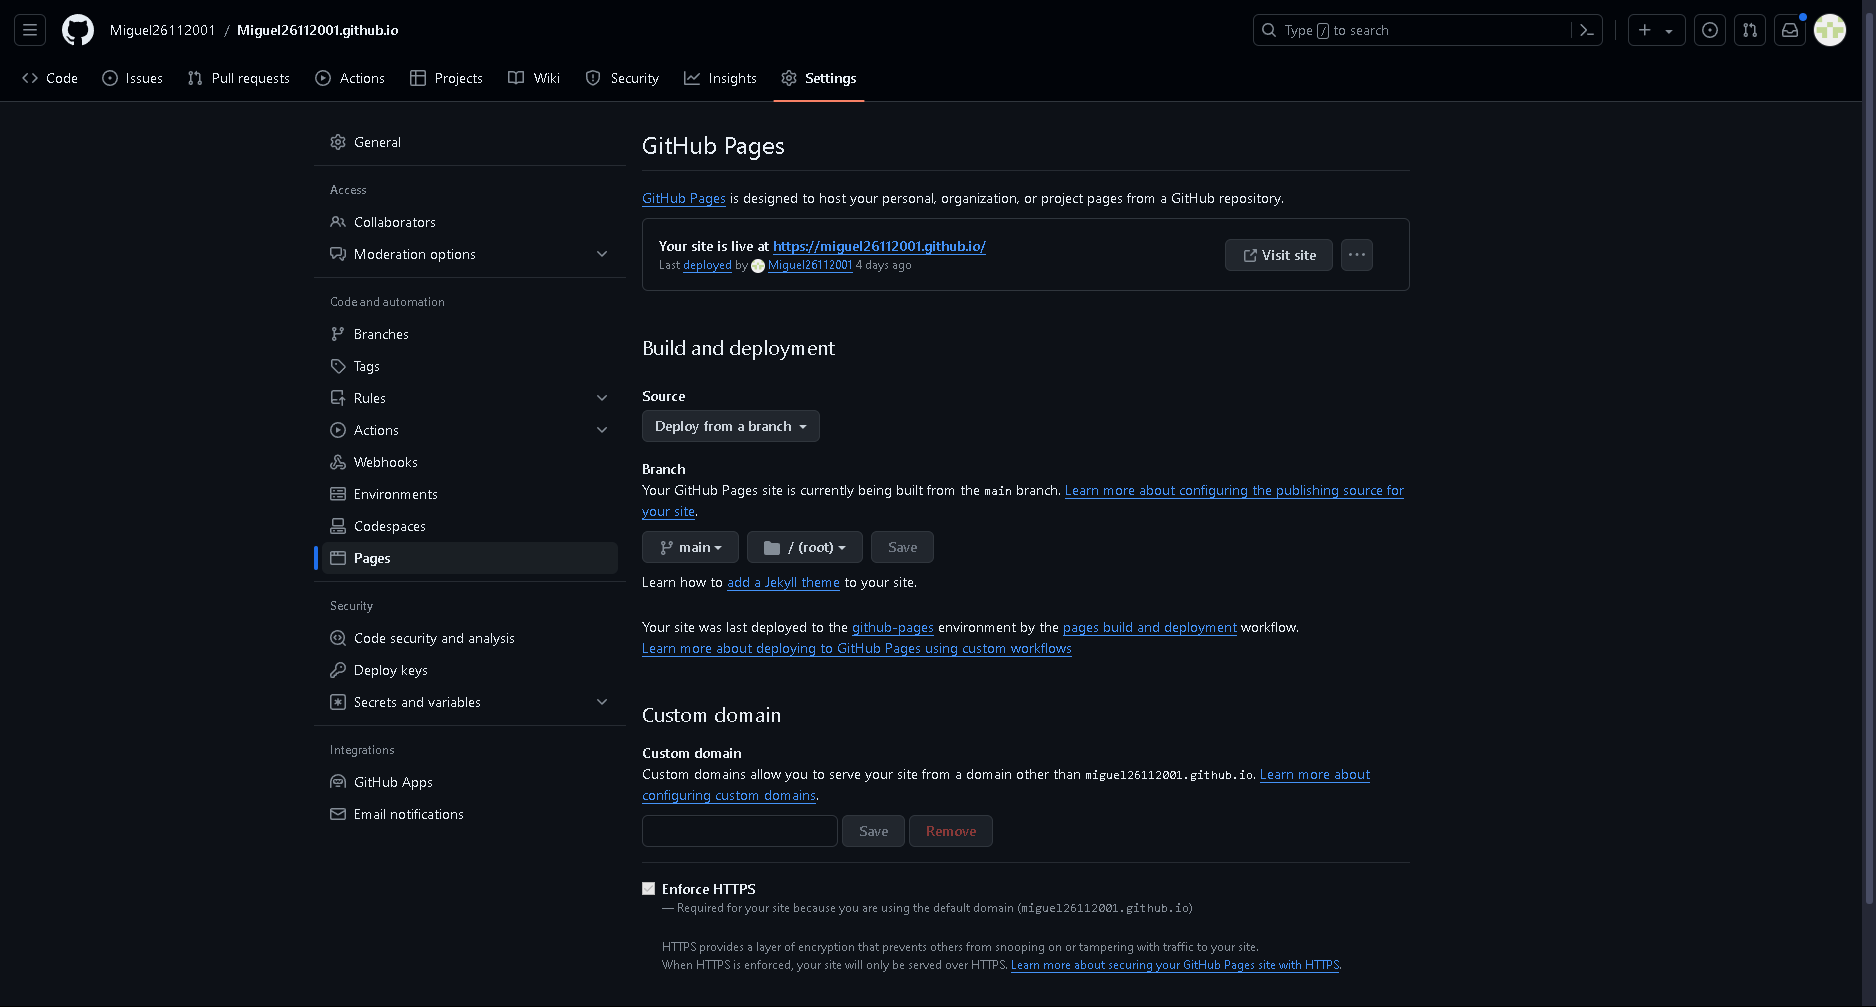 Miguel26112001 / Miguel26112001.github.io
Type / to search
Code Issues Pull requests Actions Projects Wiki Security Insights Settings
General
Access
Collaborators
Moderation options
Code and automation
Branches
Tags
Rules
Actions
Webhooks
Environments
Codespaces
Pages
Security
Code security and analysis
Deploy keys
Secrets and variables
Integrations
GitHub Apps
Email notifications
GitHub Pages
GitHub Pages is designed to host your personal, organization, or project pages from a GitHub repository.
Your site is live at https://miguel26112001.github.io/
Last deployed by Miguel26112001 4 days ago
Visit site
Build and deployment
Source
Deploy from a branch
Branch
Your GitHub Pages site is currently being built from the main branch. Learn more about configuring the publishing source for
your site.
main / (root) Save
Learn how to add a Jekyll theme to your site.
Your site was last deployed to the github-pages environment by the pages build and deployment workflow.
Learn more about deploying to GitHub Pages using custom workflows
Custom domain
Custom domain
Custom domains allow you to serve your site from a domain other than miguel26112001.github.io. Learn more about
configuring custom domains.
Save Remove
Enforce HTTPS
— Required for your site because you are using the default domain (miguel26112001.github.io)
HTTPS provides a layer of encryption that prevents others from snooping on or tampering with traffic to your site.
When HTTPS is enforced, your site will only be served over HTTPS. Learn more about securing your GitHub Pages site with HTTPS.